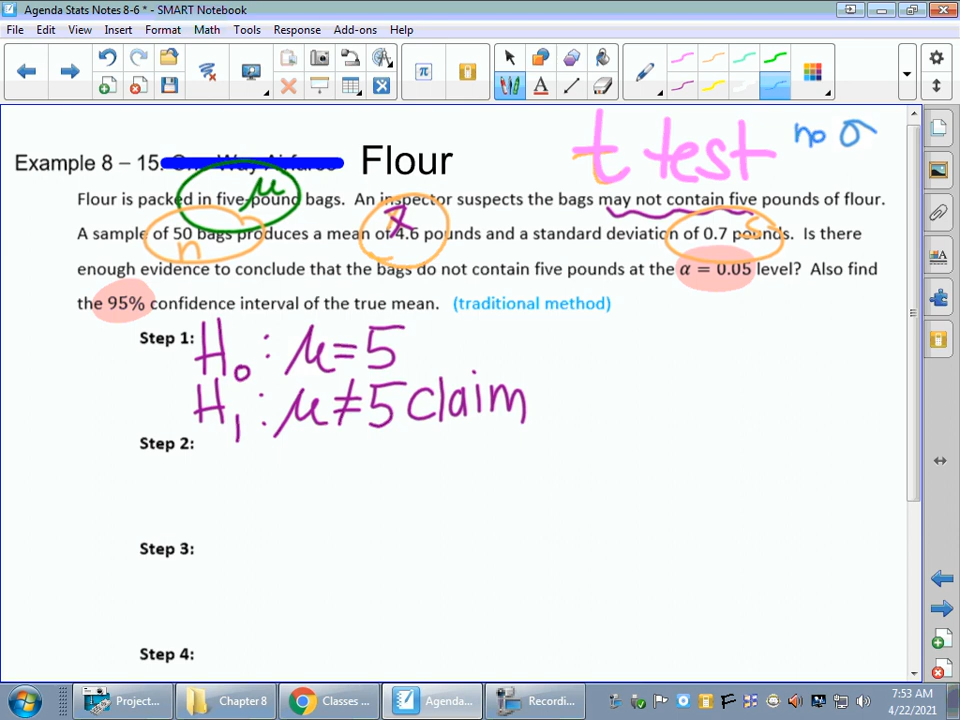 Agenda Stats Notes 8-6 * - SMART Notebook
File Edit View Insert Format Math Tools Response Add-ons Help
t test no σ
Example 8 – 15: One Way Airfares Flour
μ
Flour is packed in five-pound bags. An inspector suspects the bags may not contain five pounds of flour.
x̄
A sample of 50 bags produces a mean of 4.6 pounds and a standard deviation of 0.7 pounds. Is there
n s
enough evidence to conclude that the bags do not contain five pounds at the α = 0.05 level? Also find
the 95% confidence interval of the true mean. (traditional method)
Step 1: H₀ : μ = 5
H₁ : μ ≠ 5 claim
Step 2:
Step 3:
Step 4:
Project... Chapter 8 Classes ... Agenda... Recordi... 7:53 AM
4/22/2021